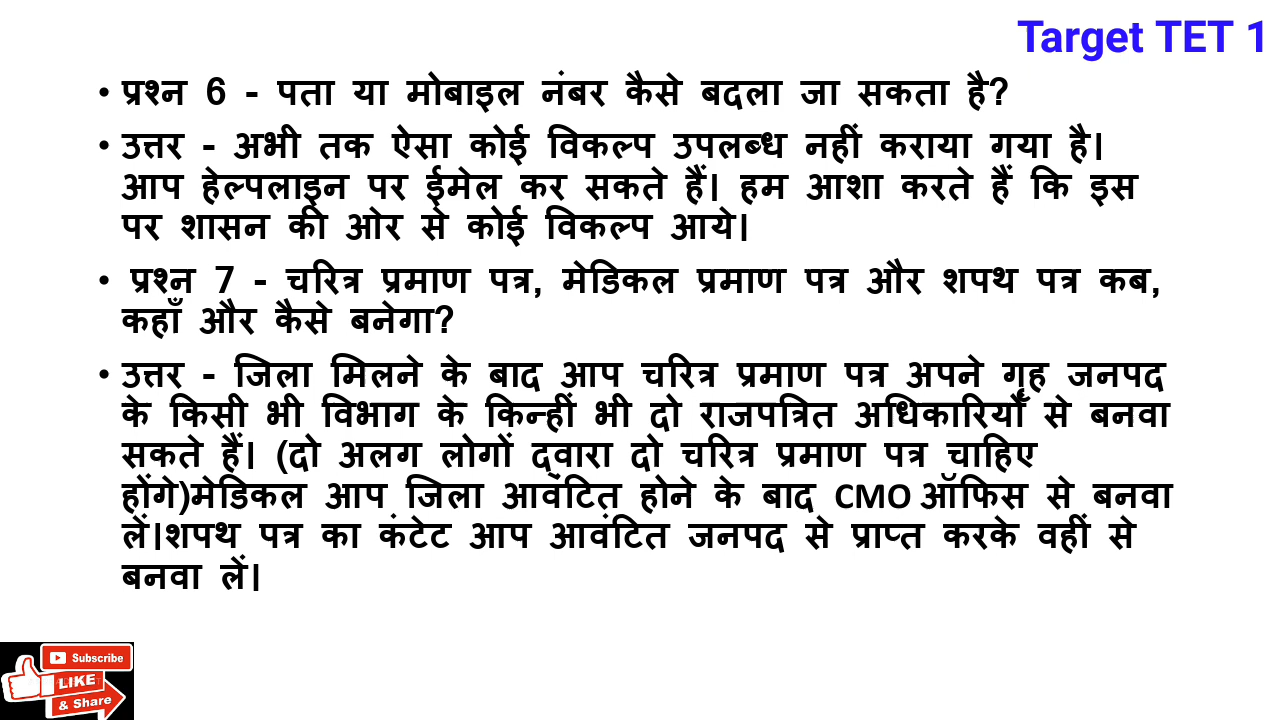 Target TET 1
• प्रश्न 6 - पता या मोबाइल नंबर कैसे बदला जा सकता है?
• उत्तर - अभी तक ऐसा कोई विकल्प उपलब्ध नहीं कराया गया है।
आप हेल्पलाइन पर ईमेल कर सकते हैं। हम आशा करते हैं कि इस
पर शासन की ओर से कोई विकल्प आये।
• प्रश्न 7 - चरित्र प्रमाण पत्र, मेडिकल प्रमाण पत्र और शपथ पत्र कब,
कहाँ और कैसे बनेगा?
• उत्तर - जिला मिलने के बाद आप चरित्र प्रमाण पत्र अपने गृह जनपद
के किसी भी विभाग के किन्हीं भी दो राजपत्रित अधिकारियों से बनवा
सकते हैं। (दो अलग लोगों द्वारा दो चरित्र प्रमाण पत्र चाहिए
होंगे)मेडिकल आप जिला आवंटित होने के बाद CMO ऑफिस से बनवा
लें।शपथ पत्र का कंटेट आप आवंटित जनपद से प्राप्त करके वहीं से
बनवा लें।
Subscribe
LIKE
& Share